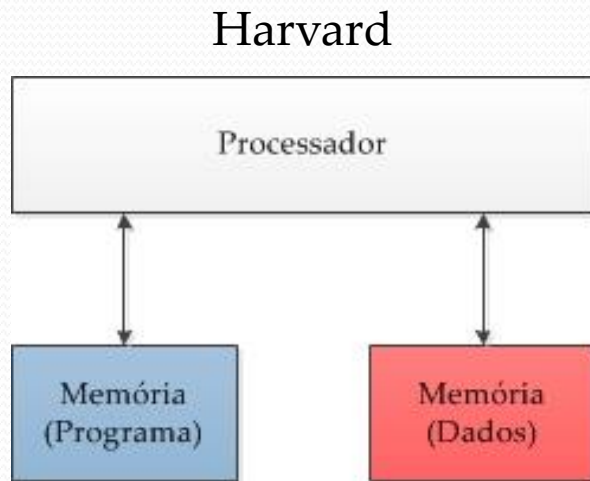 Harvard
Processador
Memória
(Programa)
Memória
(Dados)